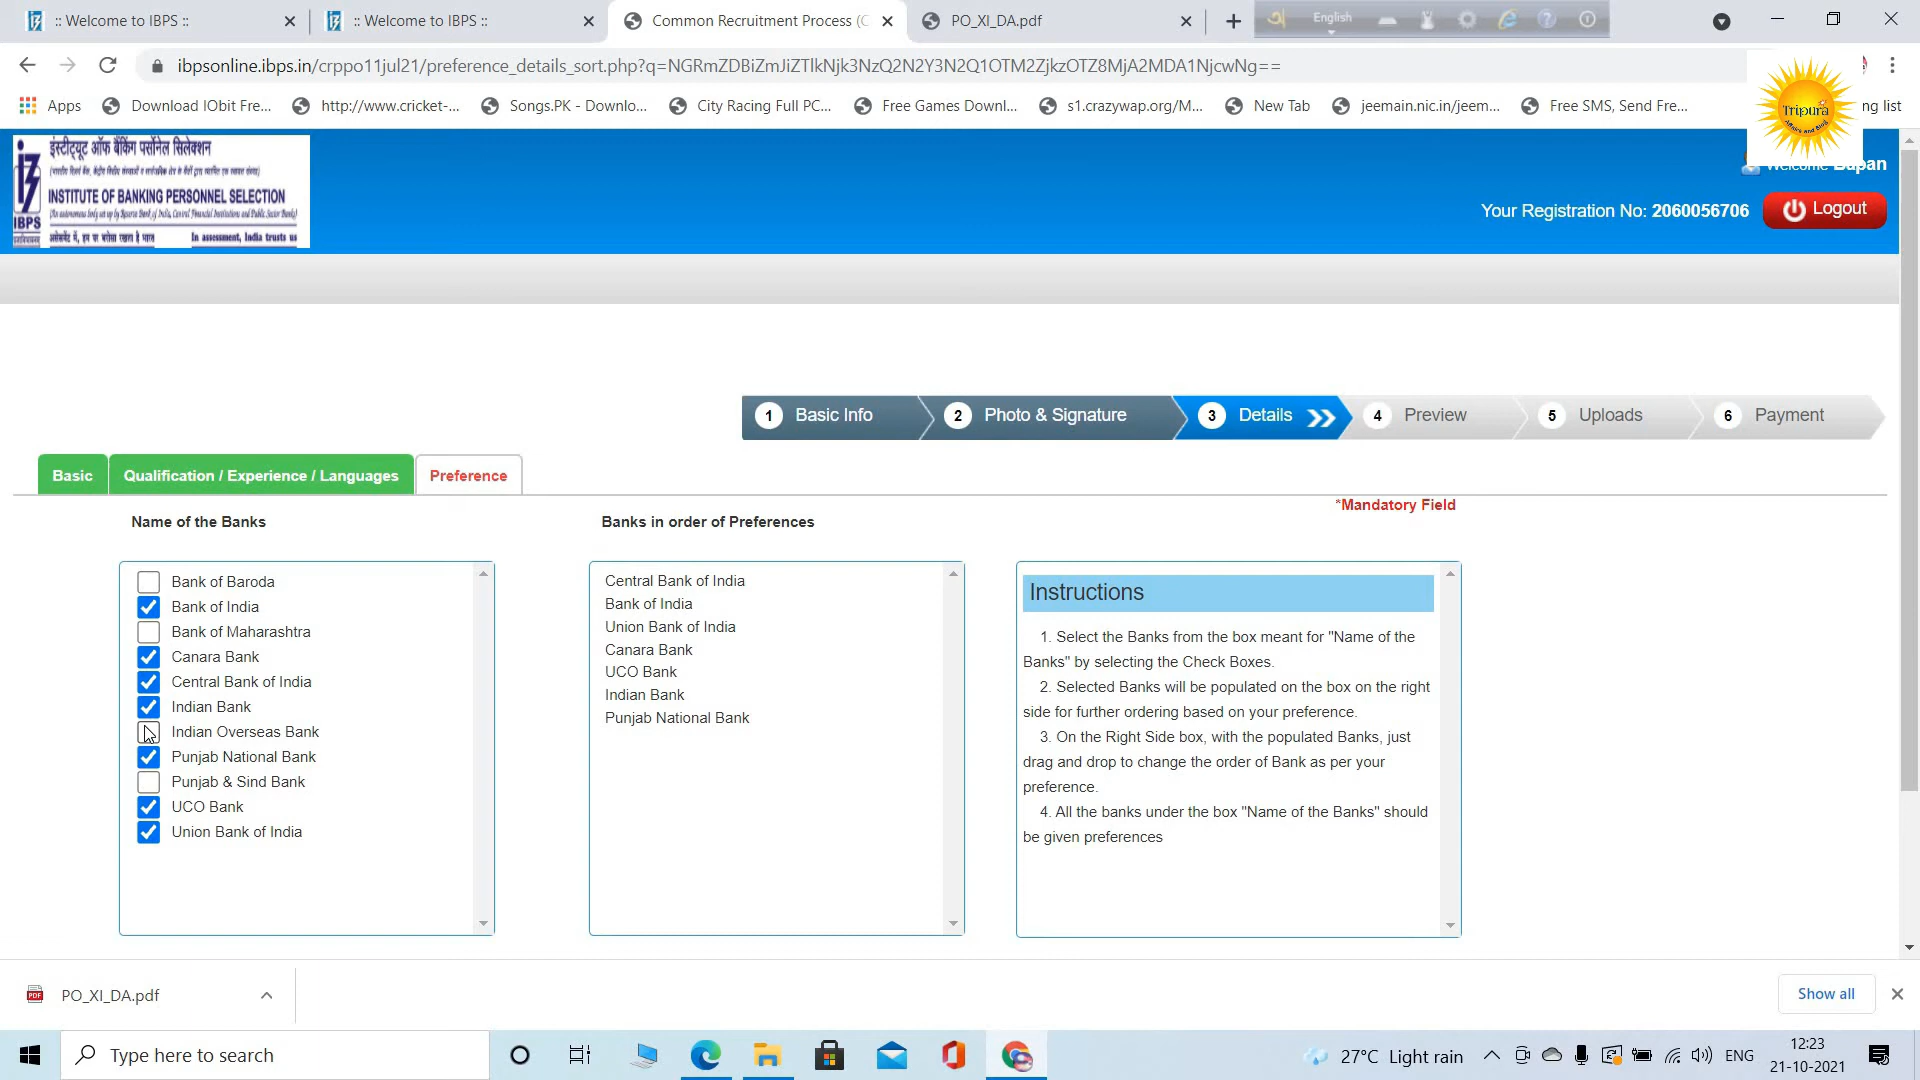 :: Welcome to IBPS ::
:: Welcome to IBPS ::
Common Recruitment Process (C
PO_XI_DA.pdf
English
ibpsonline.ibps.in/crppo11jul21/preference_details_sort.php?q=NGRmZDBiZmJiZTlkNjk3NzQ2N2Y3N2Q1OTM2ZjkzOTZ8MjA2MDA1NjcwNg==
Apps
Download IObit Fre...
http://www.cricket-...
Songs.PK - Downlo...
City Racing Full PC...
Free Games Downl...
s1.crazywap.org/M...
New Tab
jeemain.nic.in/jeem...
Free SMS, Send Fre...
ng list
Tripura
इंस्टीट्यूट ऑफ बैंकिंग पर्सोनेल सिलेक्शन
INSTITUTE OF BANKING PERSONNEL SELECTION
IBPS
In assessment, India trusts us
Welcome Bapan
Your Registration No: 2060056706
Logout
1 Basic Info
2 Photo & Signature
3 Details
4 Preview
5 Uploads
6 Payment
Basic
Qualification / Experience / Languages
Preference
*Mandatory Field
Name of the Banks
Bank of Baroda
Bank of India
Bank of Maharashtra
Canara Bank
Central Bank of India
Indian Bank
Indian Overseas Bank
Punjab National Bank
Punjab & Sind Bank
UCO Bank
Union Bank of India
Banks in order of Preferences
Central Bank of India
Bank of India
Union Bank of India
Canara Bank
UCO Bank
Indian Bank
Punjab National Bank
Instructions
1. Select the Banks from the box meant for "Name of the
Banks" by selecting the Check Boxes.
2. Selected Banks will be populated on the box on the right
side for further ordering based on your preference.
3. On the Right Side box, with the populated Banks, just
drag and drop to change the order of Bank as per your
preference.
4. All the banks under the box "Name of the Banks" should
be given preferences
PO_XI_DA.pdf
Show all
Type here to search
27°C Light rain
ENG
12:23
21-10-2021